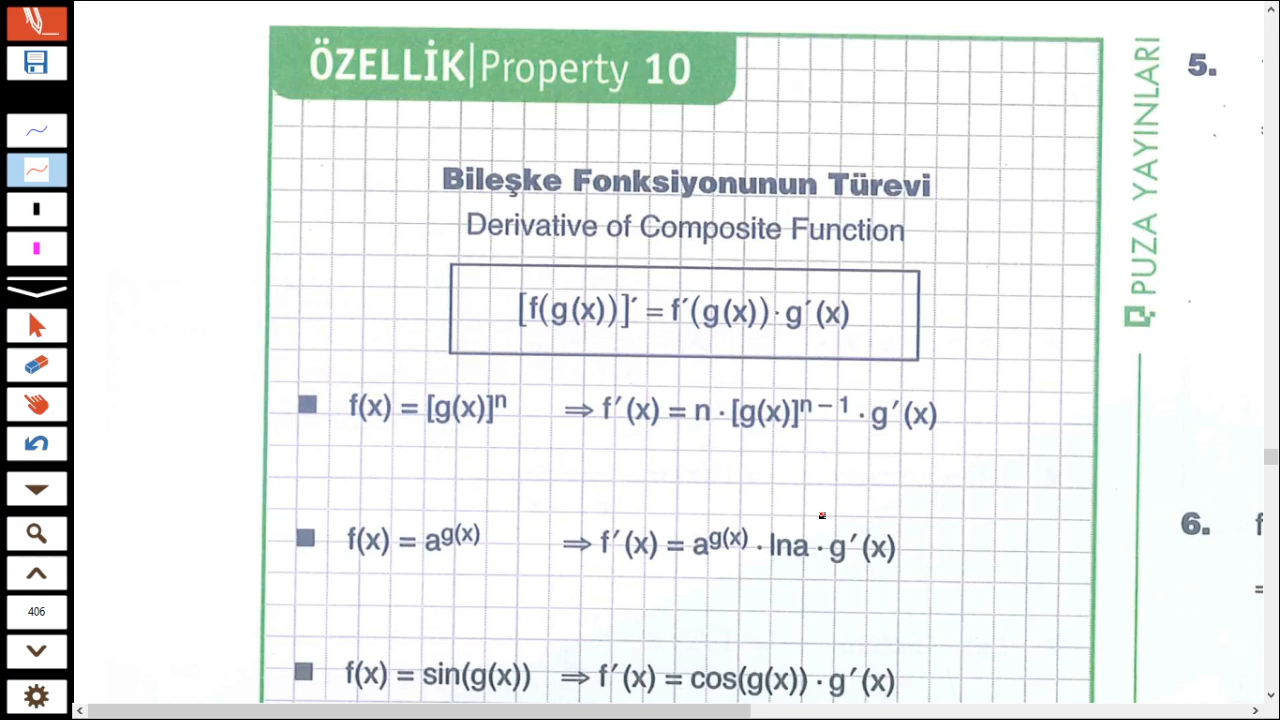 ÖZELLİK|Property 10
Bileşke Fonksiyonunun Türevi
Derivative of Composite Function
[f(g(x))]′ = f′(g(x)) · g′(x)
■ f(x) = [g(x)]ⁿ ⇒ f′(x) = n · [g(x)]ⁿ⁻¹ · g′(x)
■ f(x) = a^g(x) ⇒ f′(x) = a^g(x) · lna · g′(x)
■ f(x) = sin(g(x)) ⇒ f′(x) = cos(g(x)) · g′(x)
PUZA YAYINLARI
5.
6. f
=
406